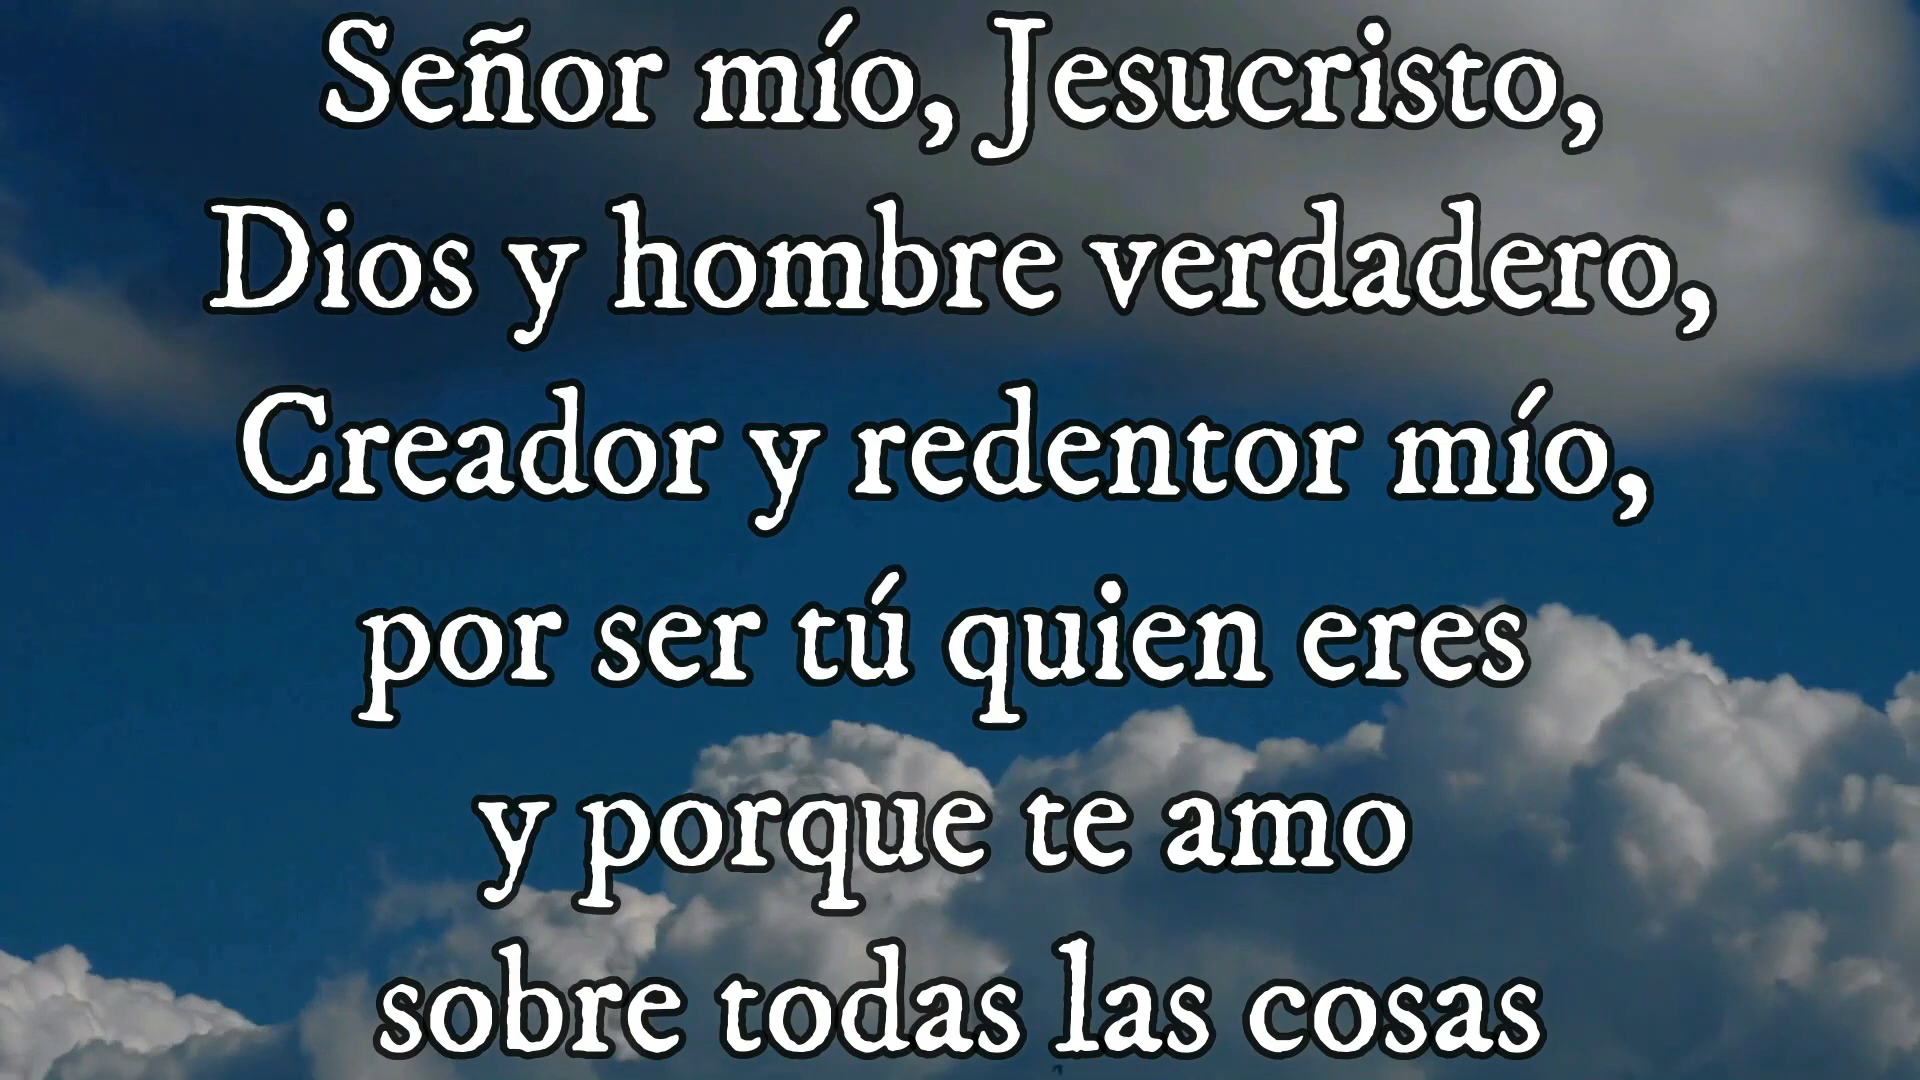 Señor mío, Jesucristo,
Dios y hombre verdadero,
Creador y redentor mío,
por ser tú quien eres
y porque te amo
sobre todas las cosas